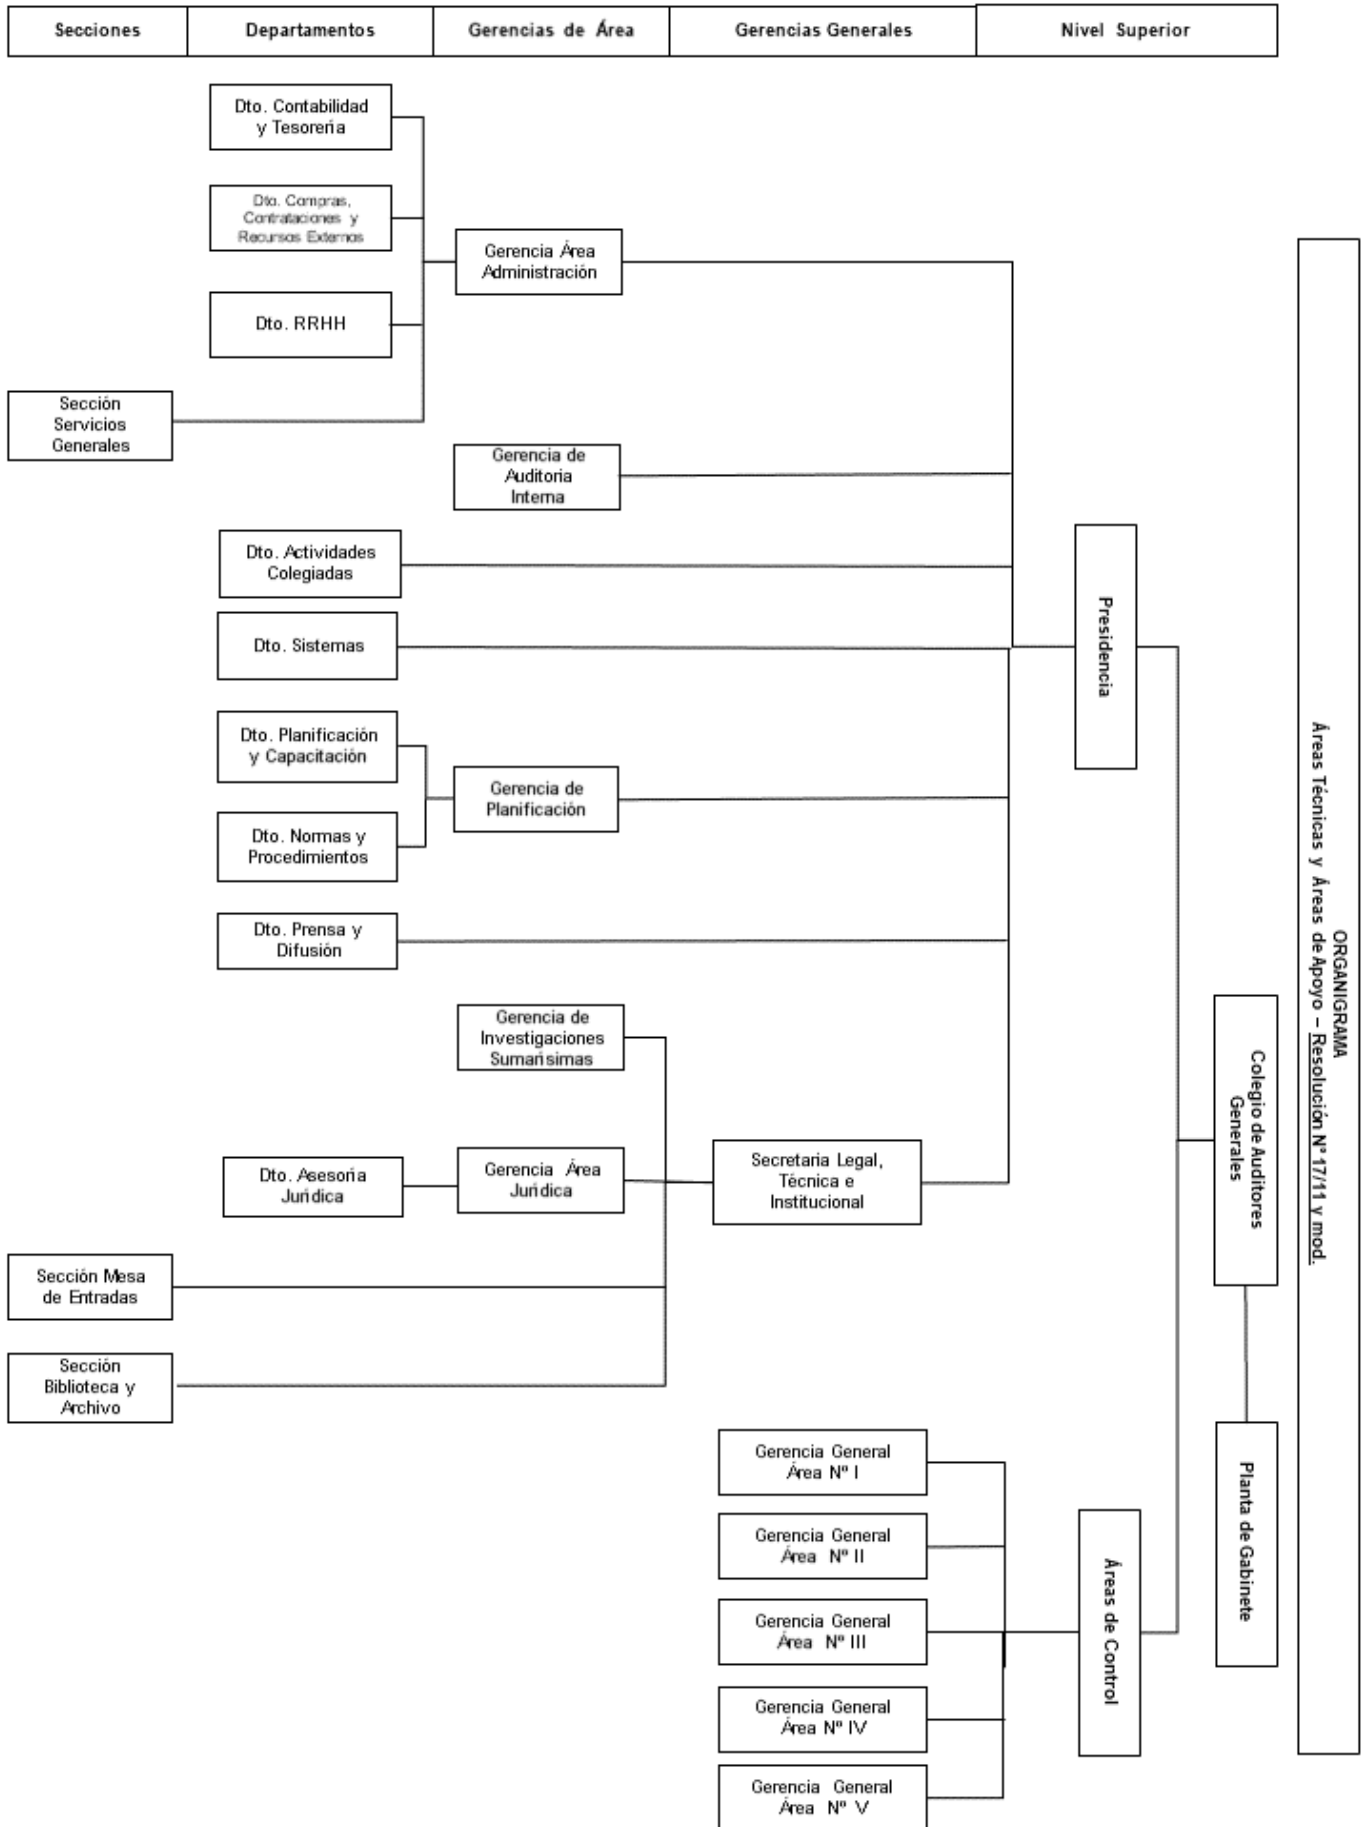 Secciones
Departamentos
Gerencias de Área
Gerencias Generales
Nivel Superior
Dto. Contabilidad
y Tesorería
Dto. Compras,
Contrataciones y
Recursos Externos
Gerencia Área
Administración
Dto. RRHH
Sección
Servicios
Generales
Gerencia de
Auditoria
Interna
Dto. Actividades
Colegiadas
Dto. Sistemas
Presidencia
Dto. Planificación
y Capacitación
Gerencia de
Planificación
Dto. Normas y
Procedimientos
Dto. Prensa y
Difusión
Gerencia de
Investigaciones
Sumarísimas
Dto. Asesoría
Jurídica
Gerencia Área
Jurídica
Secretaria Legal,
Técnica e
Institucional
Colegio de Auditores
Generales
ORGANIGRAMA
Áreas Técnicas y Áreas de Apoyo – Resolución N° 17/11 y mod.
Sección Mesa
de Entradas
Sección
Biblioteca y
Archivo
Gerencia General
Área Nº I
Gerencia General
Área Nº II
Gerencia General
Área Nº III
Gerencia General
Área Nº IV
Gerencia General
Área Nº V
Áreas de Control
Planta de Gabinete